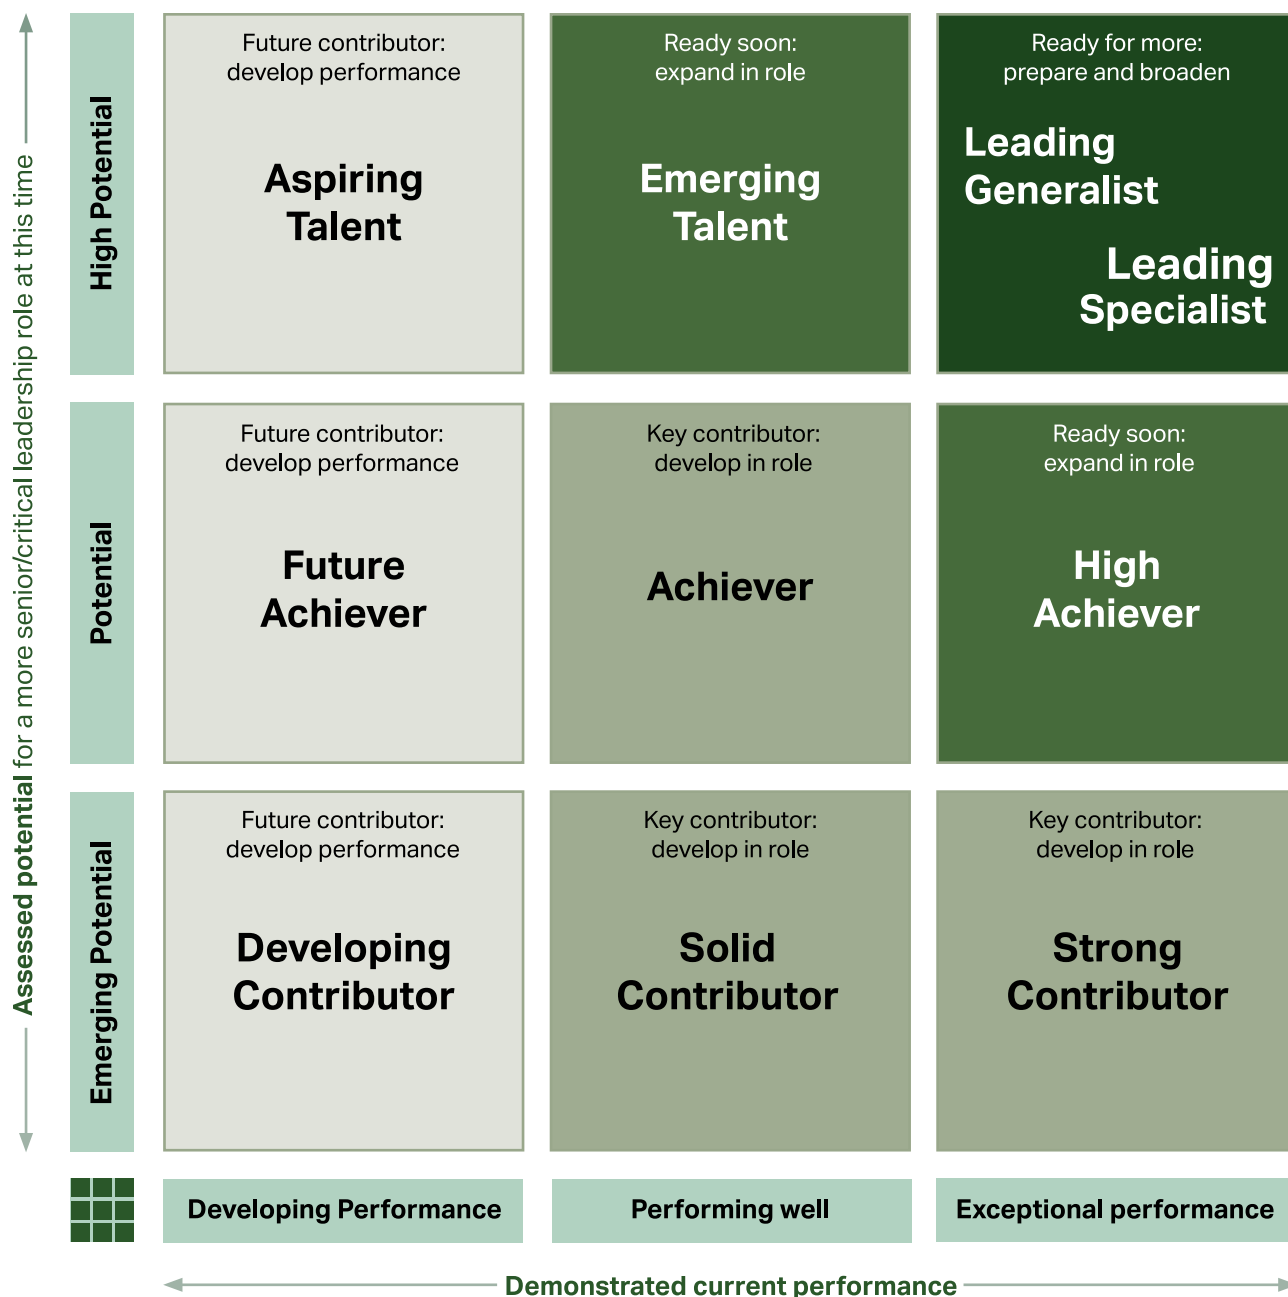 Assessed potential for a more senior/critical leadership role at this time
High Potential
Future contributor:
develop performance
Aspiring
Talent
Ready soon:
expand in role
Emerging
Talent
Ready for more:
prepare and broaden
Leading
Generalist
Leading
Specialist
Potential
Future contributor:
develop performance
Future
Achiever
Key contributor:
develop in role
Achiever
Ready soon:
expand in role
High
Achiever
Emerging Potential
Future contributor:
develop performance
Developing
Contributor
Key contributor:
develop in role
Solid
Contributor
Key contributor:
develop in role
Strong
Contributor
Developing Performance
Performing well
Exceptional performance
Demonstrated current performance